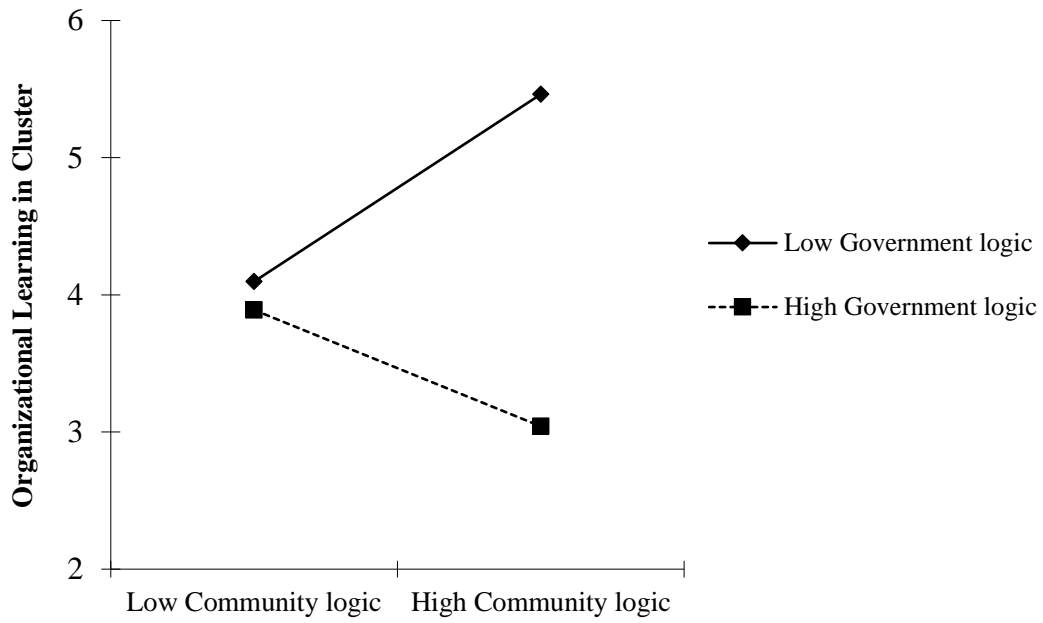 6
5
4
3
2
Organizational Learning in Cluster
Low Community logic
High Community logic
Low Government logic
High Government logic